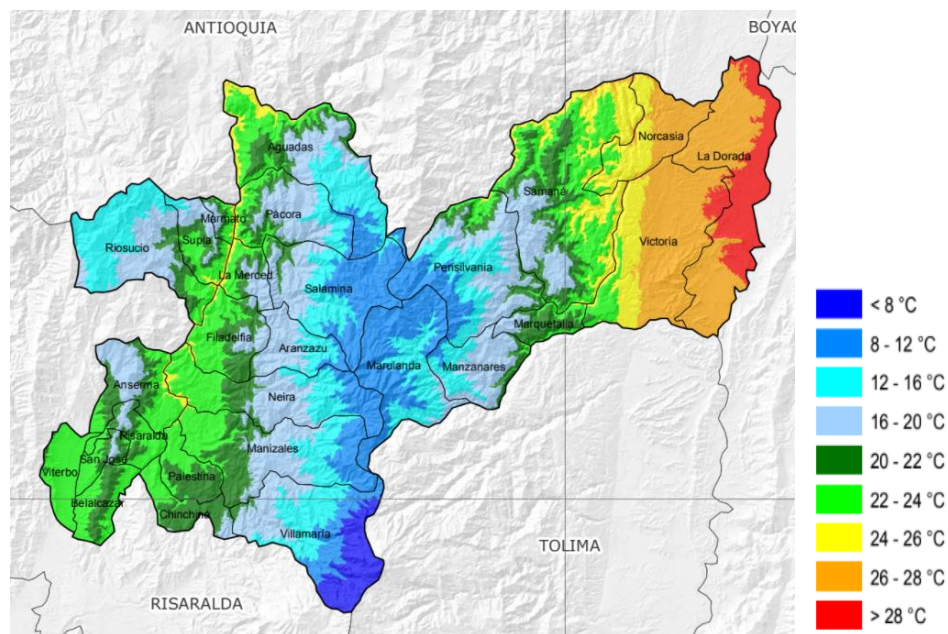 ANTIOQUIA
BOYAC
Norcasia
Aguadas
La Dorada
Samaná
Marmato
Pácora
Supía
Riosucio
Victoria
La Merced
Pensilvania
Salamina
Marquetalia
Filadelfia
Aranzazu
Marulanda
Manzanares
Anserma
Neira
Risaralda
Manizales
San José
Viterbo
Palestina
Belalcázar
Chinchiná
Villamaría
TOLIMA
RISARALDA
< 8 °C
8 - 12 °C
12 - 16 °C
16 - 20 °C
20 - 22 °C
22 - 24 °C
24 - 26 °C
26 - 28 °C
> 28 °C